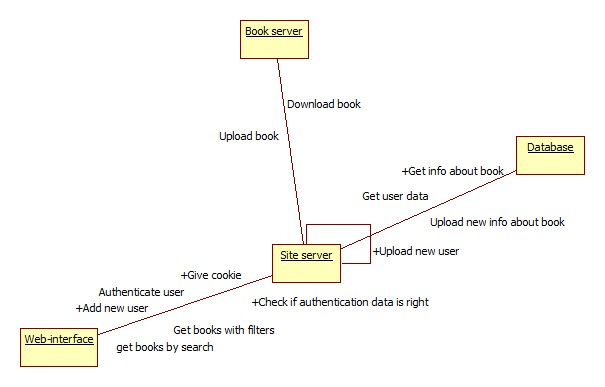 Book server
Download book
Upload book
Database
+Get info about book
Get user data
Upload new info about book
+Upload new user
Site server
+Give cookie
Authenticate user
+Check if authentication data is right
+Add new user
Get books with filters
Web-interface
get books by search